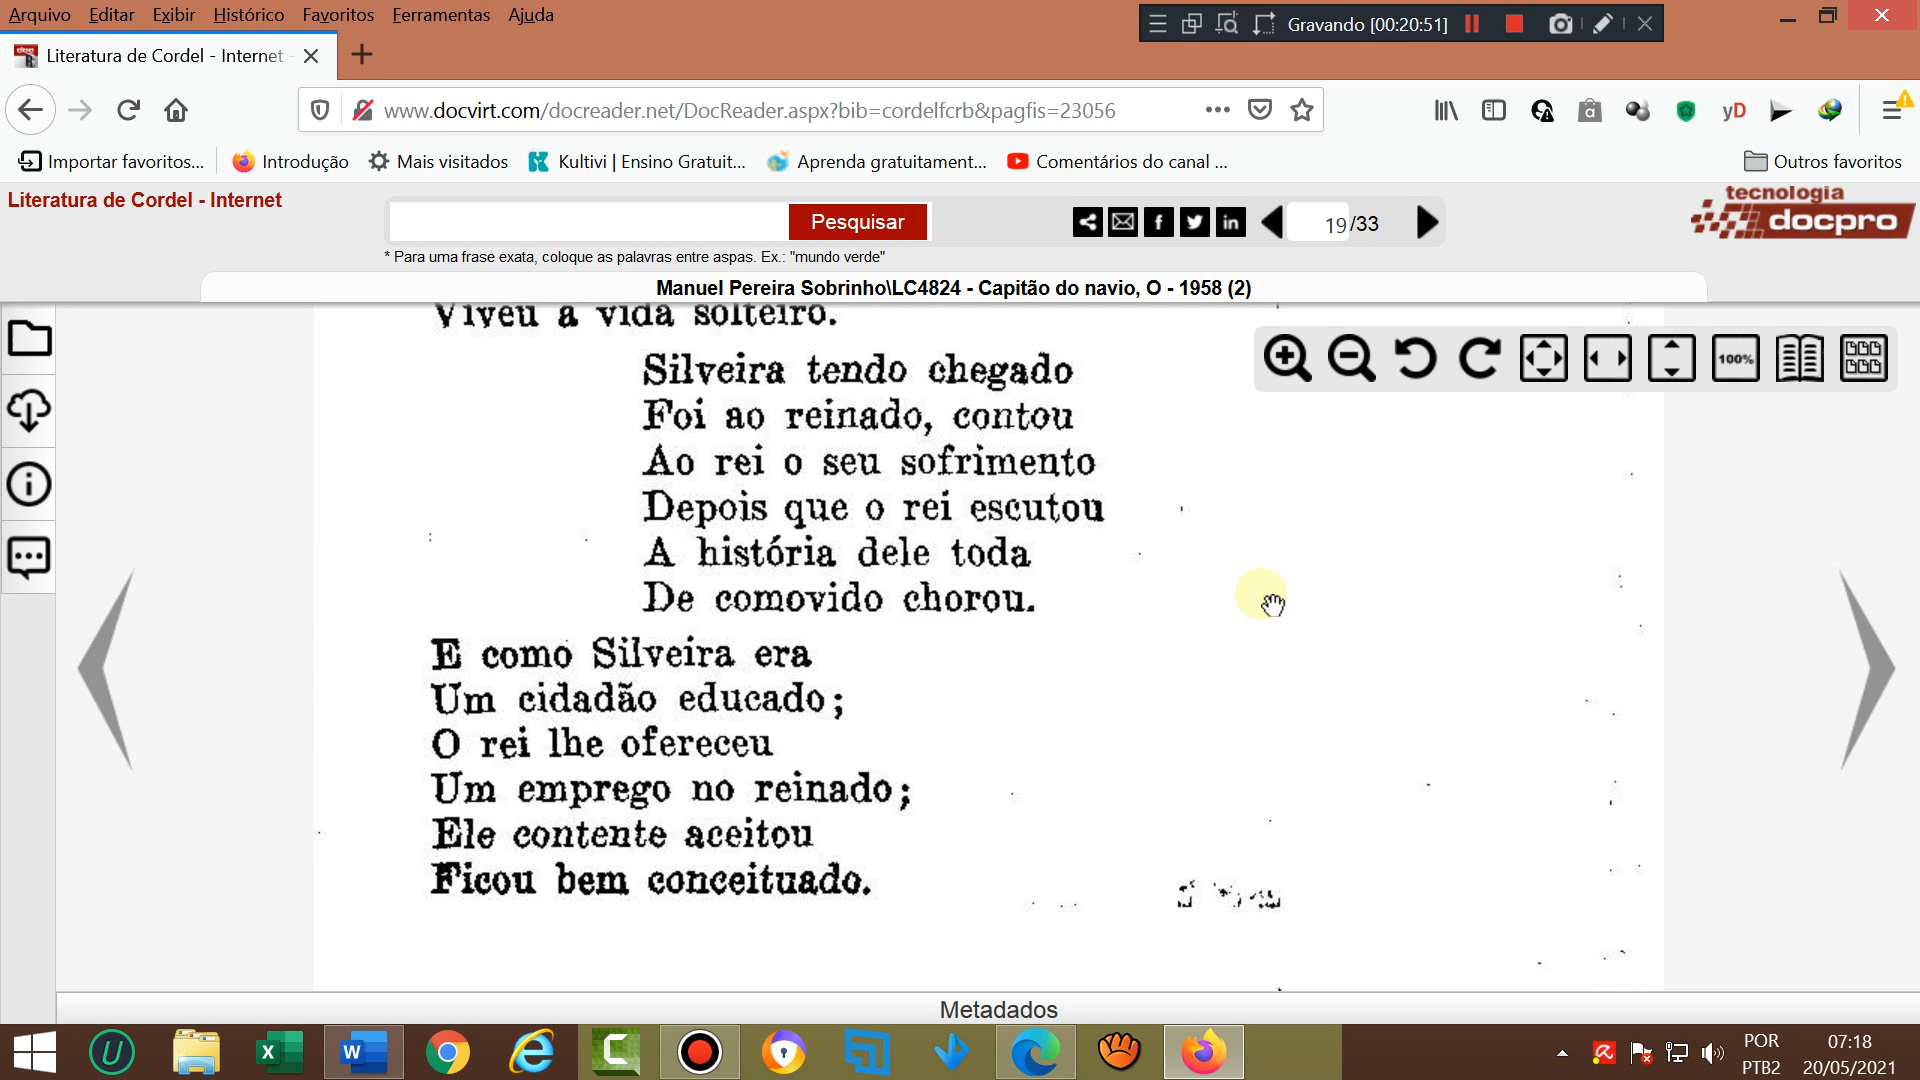 Arquivo Editar Exibir Histórico Favoritos Ferramentas Ajuda
Gravando [00:20:51]
Literatura de Cordel - Internet -
www.docvirt.com/docreader.net/DocReader.aspx?bib=cordelfcrb&pagfis=23056
Importar favoritos... Introdução Mais visitados Kultivi | Ensino Gratuit... Aprenda gratuitament... Comentários do canal ... Outros favoritos
Literatura de Cordel - Internet
Pesquisar
19 /33
tecnologia
docpro
* Para uma frase exata, coloque as palavras entre aspas. Ex.: "mundo verde"
Manuel Pereira Sobrinho\LC4824 - Capitão do navio, O - 1958 (2)
100%
Viveu a vida solteiro.
Silveira tendo chegado
Foi ao reinado, contou
Ao rei o seu sofrimento
Depois que o rei escutou
A história dele toda
De comovido chorou.
E como Silveira era
Um cidadão educado;
O rei lhe ofereceu
Um emprego no reinado;
Ele contente aceitou
Ficou bem conceituado.
Metadados
POR
PTB2
07:18
20/05/2021